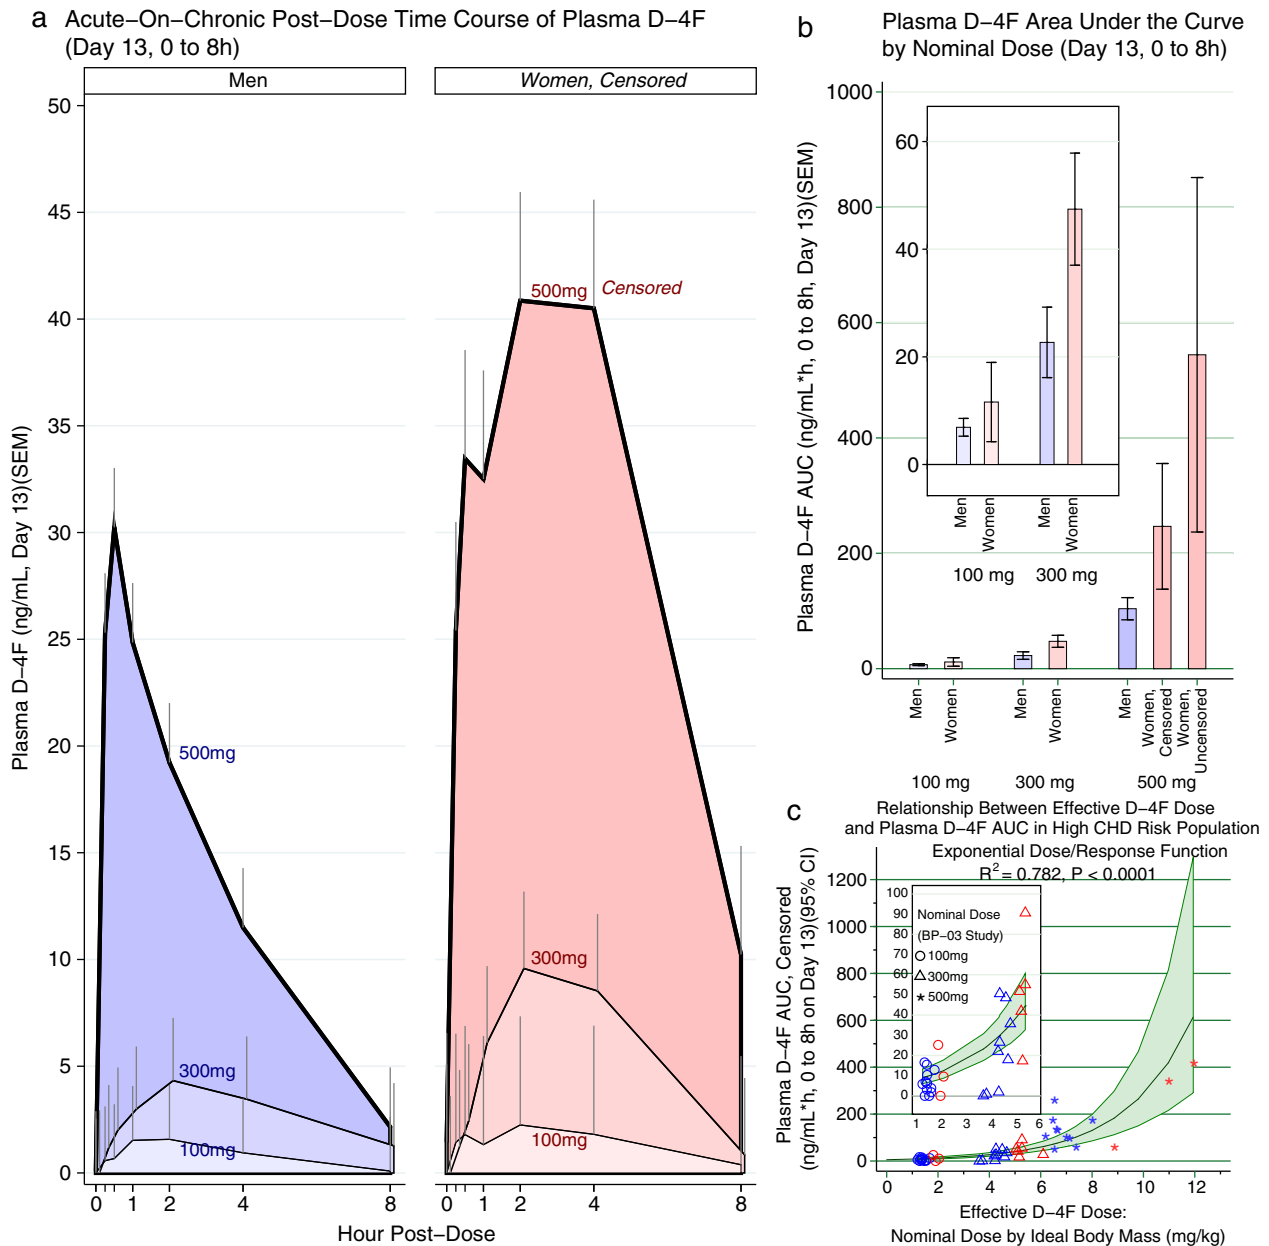 a
Acute−On−Chronic Post−Dose Time Course of Plasma D−4F
(Day 13, 0 to 8h)
Men
Women, Censored
Plasma D−4F (ng/mL, Day 13)(SEM)
50
45
40
35
30
25
20
15
10
5
0
500mg
300mg
100mg
500mg
Censored
300mg
100mg
0 1 2 4 8
0 1 2 4 8
Hour Post−Dose
b
Plasma D−4F Area Under the Curve
by Nominal Dose (Day 13, 0 to 8h)
Plasma D−4F AUC (ng/mL*h, 0 to 8h, Day 13)(SEM)
1000
800
600
400
200
0
60
40
20
0
Men
Women
Men
Women
100 mg
300 mg
Men
Women
Men
Women
Men
Women,
Censored
Women,
Uncensored
100 mg
300 mg
500 mg
c
Relationship Between Effective D−4F Dose
and Plasma D−4F AUC in High CHD Risk Population
Exponential Dose/Response Function
R2 = 0.782, P < 0.0001
Plasma D−4F AUC, Censored
(ng/mL*h, 0 to 8h on Day 13)(95% CI)
1200
1000
800
600
400
200
0
100
90
80
70
60
50
40
30
20
10
0
Nominal Dose
(BP−03 Study)
100mg
300mg
500mg
1 2 3 4 5 6
0 2 4 6 8 10 12
Effective D−4F Dose:
Nominal Dose by Ideal Body Mass (mg/kg)